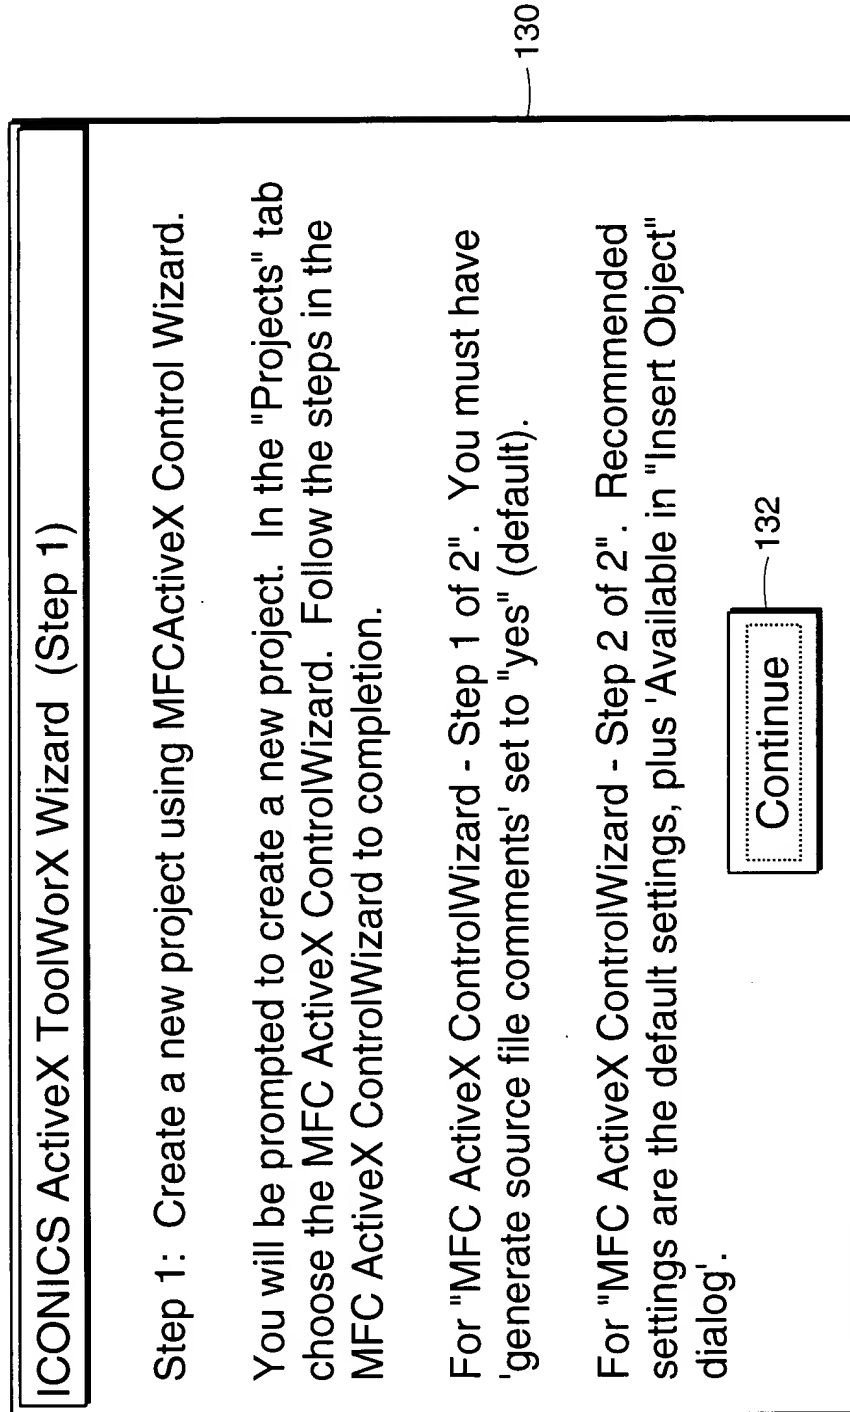 ICONICS ActiveX ToolWorX Wizard (Step 1)
Step 1: Create a new project using MFCActiveX Control Wizard.
You will be prompted to create a new project. In the "Projects" tab
choose the MFC ActiveX ControlWizard. Follow the steps in the
MFC ActiveX ControlWizard to completion.
For "MFC ActiveX ControlWizard - Step 1 of 2". You must have
'generate source file comments' set to "yes" (default).
For "MFC ActiveX ControlWizard - Step 2 of 2". Recommended
settings are the default settings, plus 'Available in "Insert Object"
dialog'.
Continue
132
130